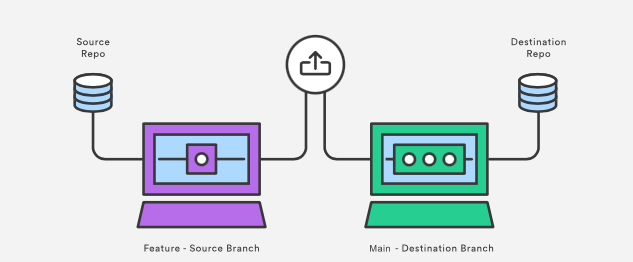 Source
Repo
Destination
Repo
Feature - Source Branch
Main - Destination Branch